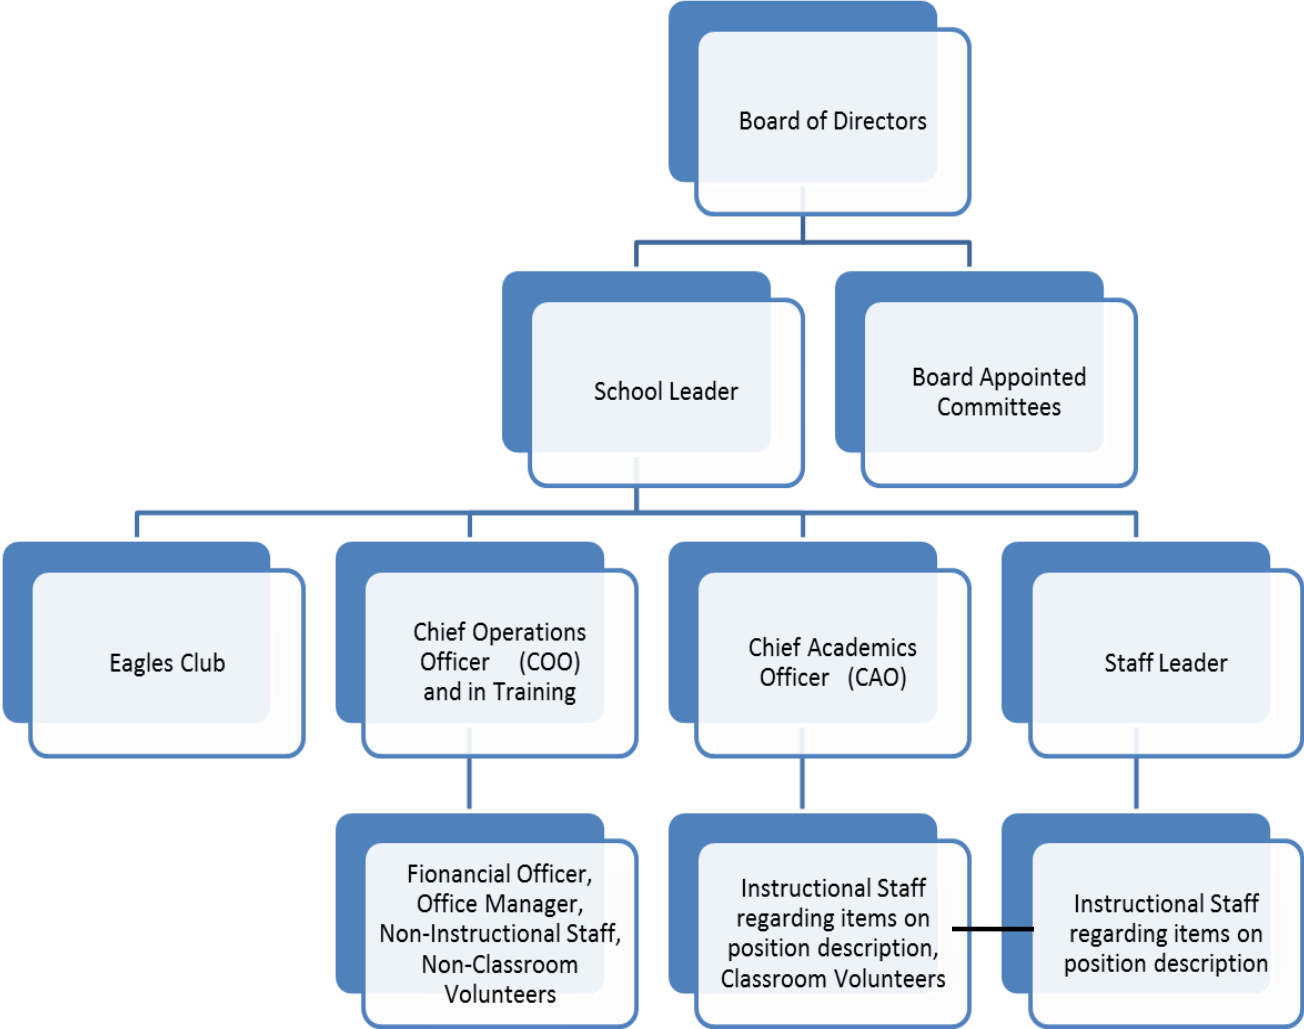 Board of Directors
School Leader
Board Appointed
Committees
Eagles Club
Chief Operations
Officer (COO)
and in Training
Chief Academics
Officer (CAO)
Staff Leader
Fionancial Officer,
Office Manager,
Non-Instructional Staff,
Non-Classroom
Volunteers
Instructional Staff
regarding items on
position description,
Classroom Volunteers
Instructional Staff
regarding items on
position description